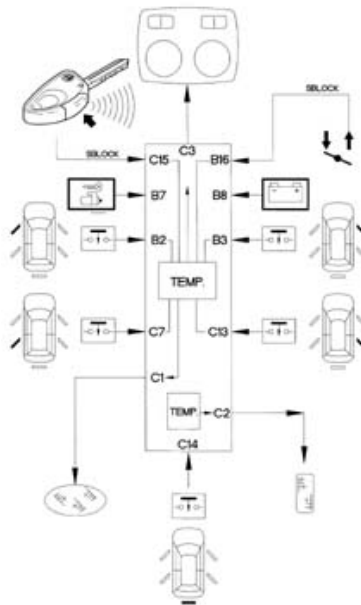 C3
SBLOCK
C15
B16
SBLOCK
B7
B8
B2
B3
TEMP.
C7
C13
C1
TEMP
C2
C14